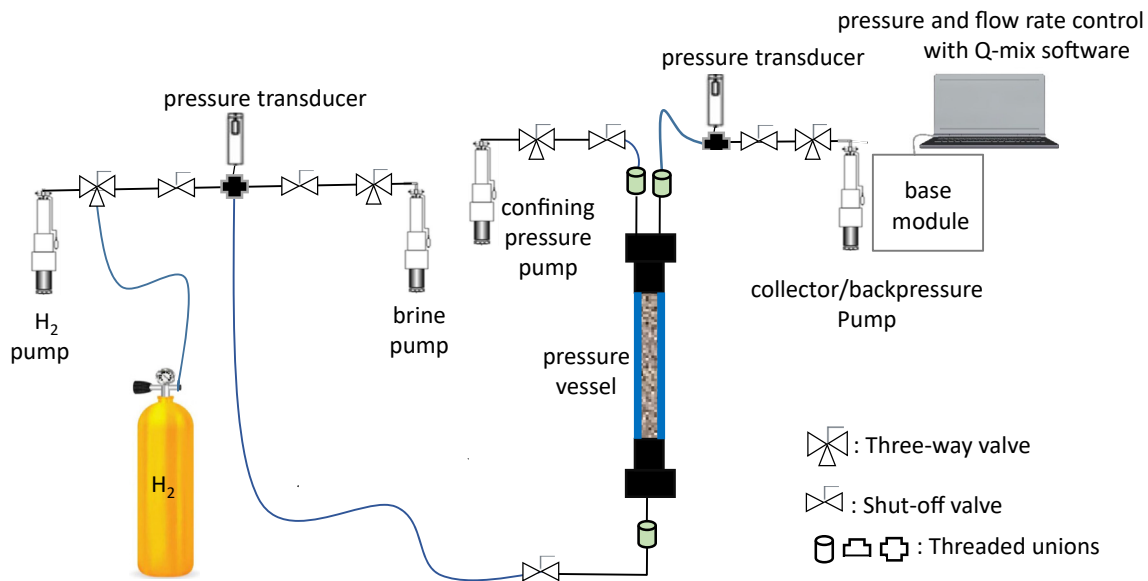 pressure and flow rate control
with Q-mix software
pressure transducer
pressure transducer
base
module
confining
pressure
pump
H₂
pump
brine
pump
collector/backpressure
Pump
pressure
vessel
H₂
: Three-way valve
: Shut-off valve
: Threaded unions